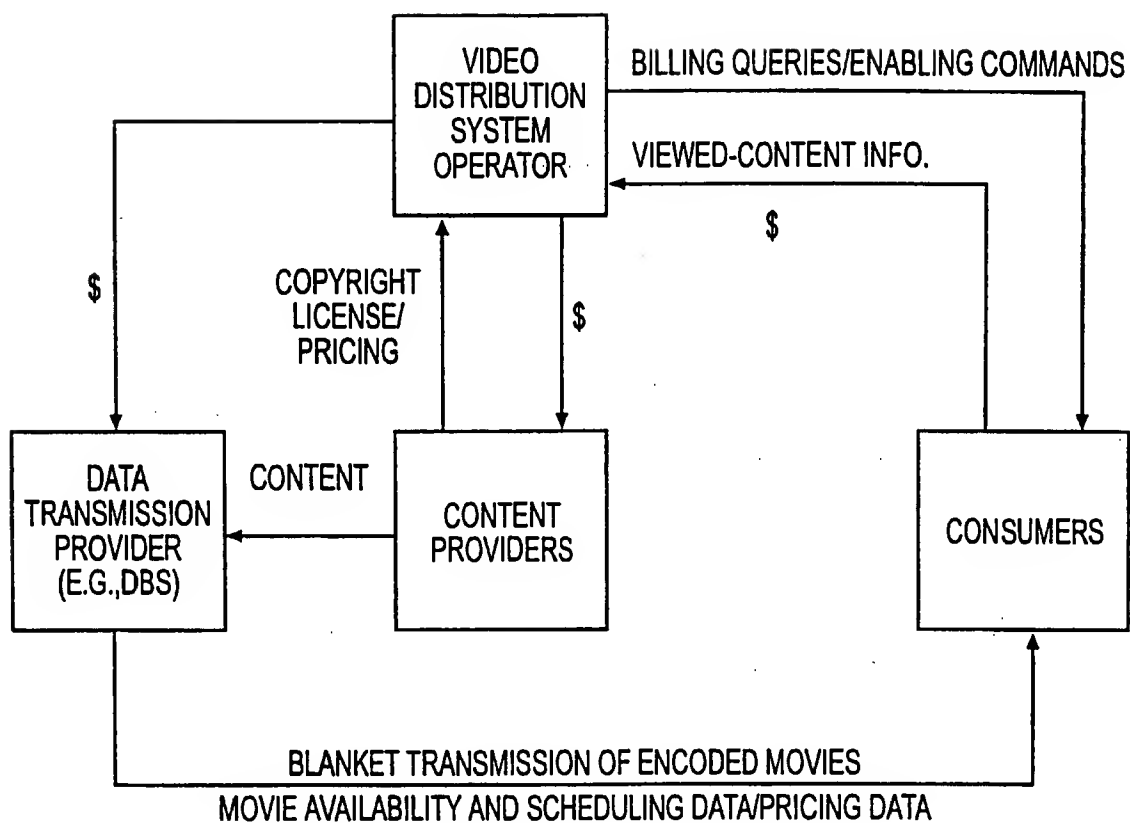 VIDEO
DISTRIBUTION
SYSTEM
OPERATOR
BILLING QUERIES/ENABLING COMMANDS
VIEWED-CONTENT INFO.
$
$
COPYRIGHT
LICENSE/
PRICING
$
DATA
TRANSMISSION
PROVIDER
(E.G.,DBS)
CONTENT
CONTENT
PROVIDERS
CONSUMERS
BLANKET TRANSMISSION OF ENCODED MOVIES
MOVIE AVAILABILITY AND SCHEDULING DATA/PRICING DATA